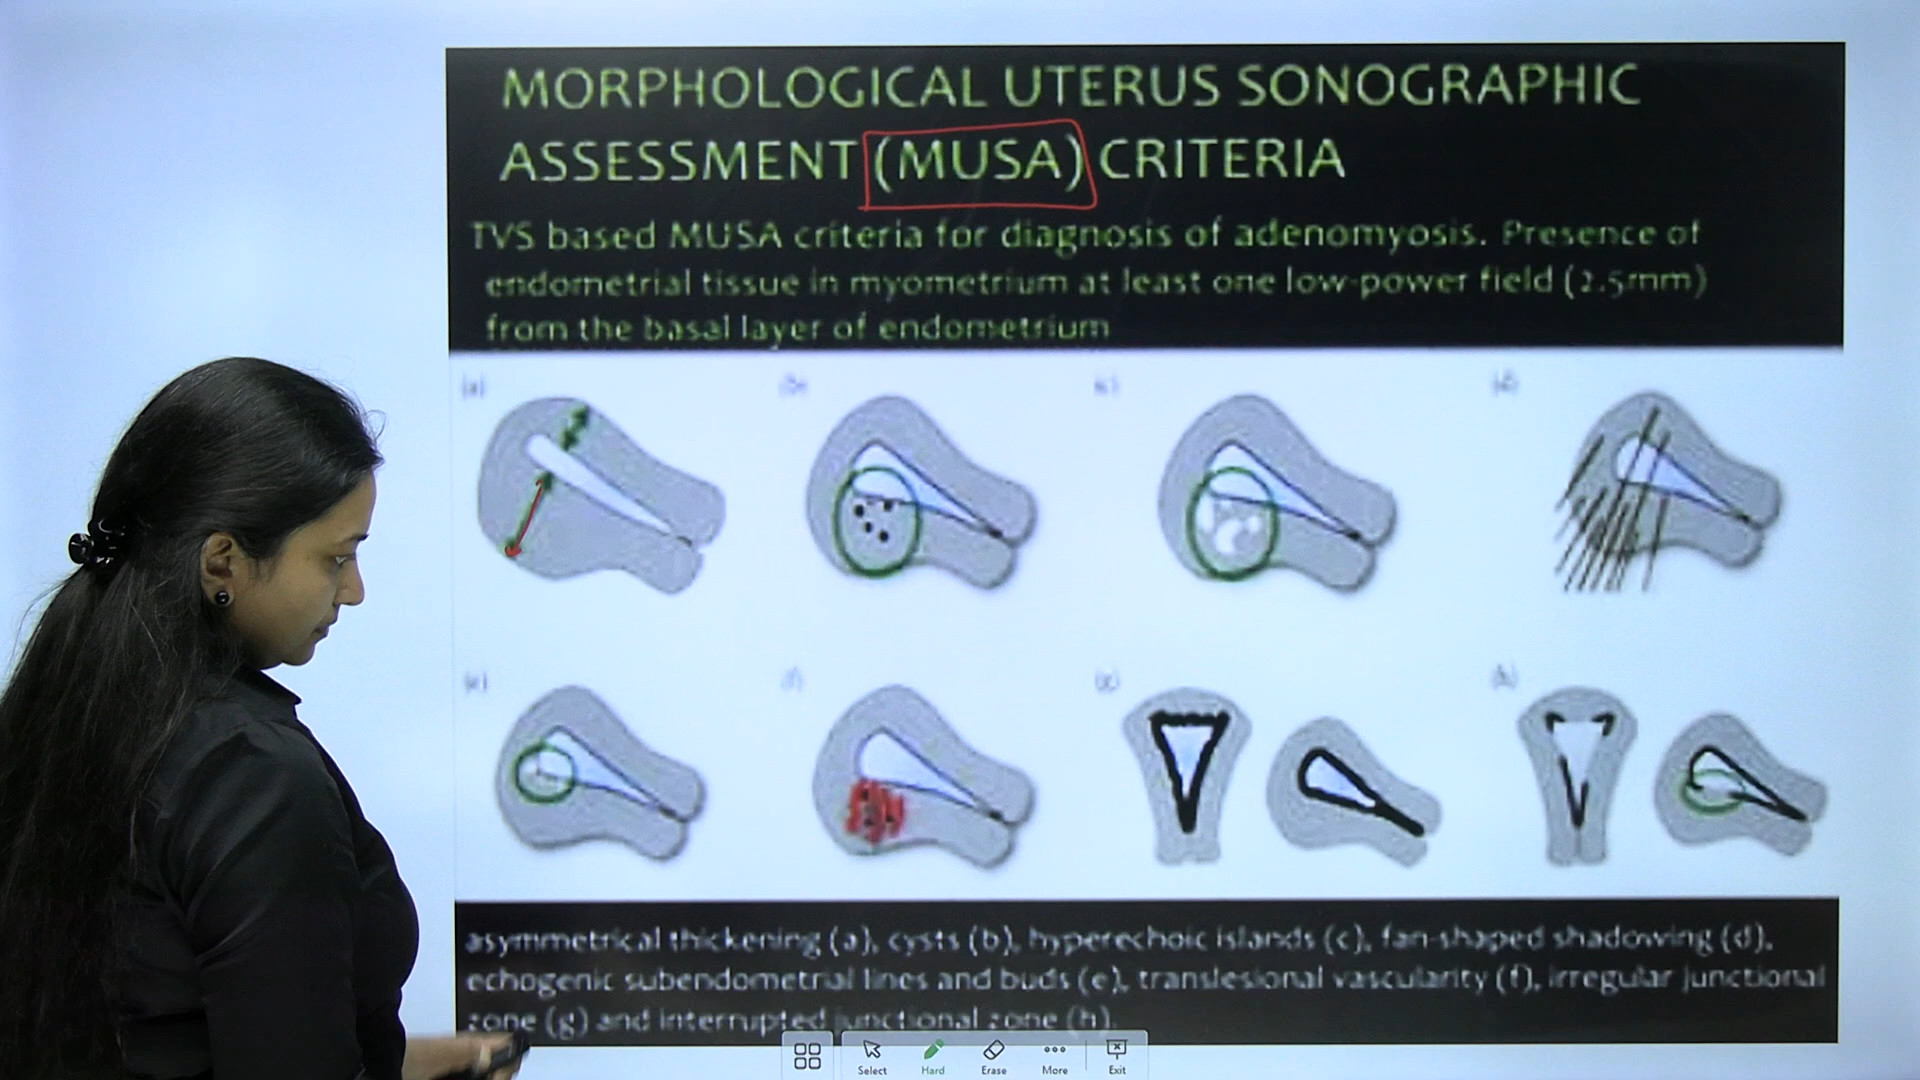 MORPHOLOGICAL UTERUS SONOGRAPHIC
ASSESSMENT (MUSA) CRITERIA
TVS based MUSA criteria for diagnosis of adenomyosis. Presence of
endometrial tissue in myometrium at least one low-power field (2.5mm)
from the basal layer of endometrium
(a) (b) (c) (d)
(e) (f) (g) (h)
asymmetrical thickening (a), cysts (b), hyperechoic islands (c), fan-shaped shadowing (d),
echogenic subendometrial lines and buds (e), translesional vascularity (f), irregular junctional
zone (g) and interrupted junctional zone (h).
Select Hard Erase More Exit